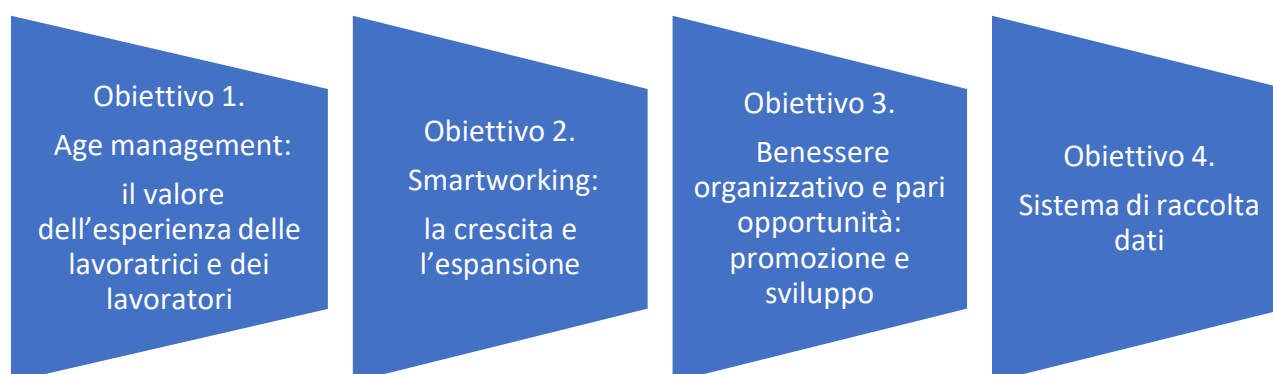 Obiettivo 1.
Age management:
il valore
dell’esperienza delle
lavoratrici e dei
lavoratori
Obiettivo 2.
Smartworking:
la crescita e
l’espansione
Obiettivo 3.
Benessere
organizzativo e pari
opportunità:
promozione e
sviluppo
Obiettivo 4.
Sistema di raccolta
dati